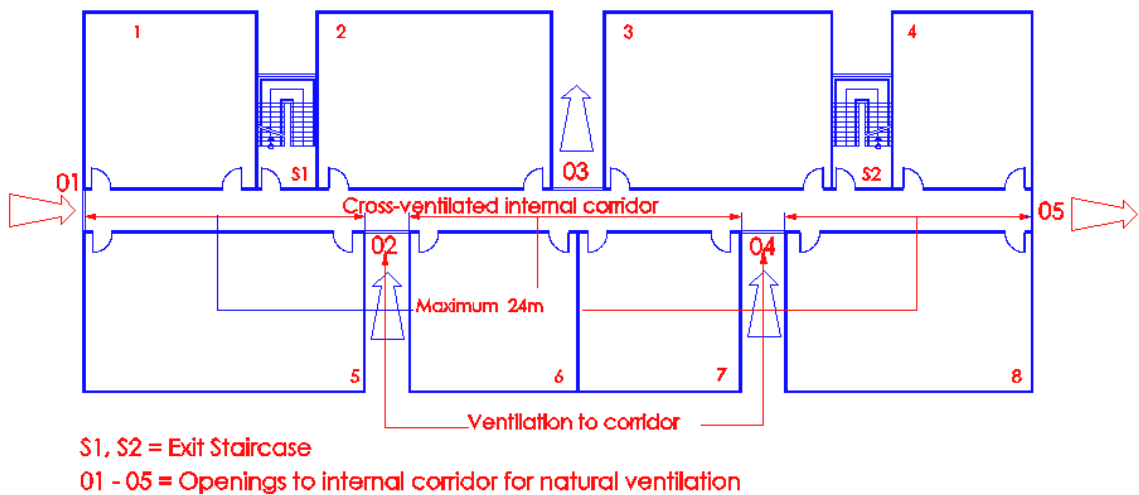 1
2
3
4
S1
S2
01
03
Cross-ventilated internal corridor
05
02
04
Maximum 24m
5
6
7
8
Ventilation to corridor
S1, S2 = Exit Staircase
01 - 05 = Openings to internal corridor for natural ventilation